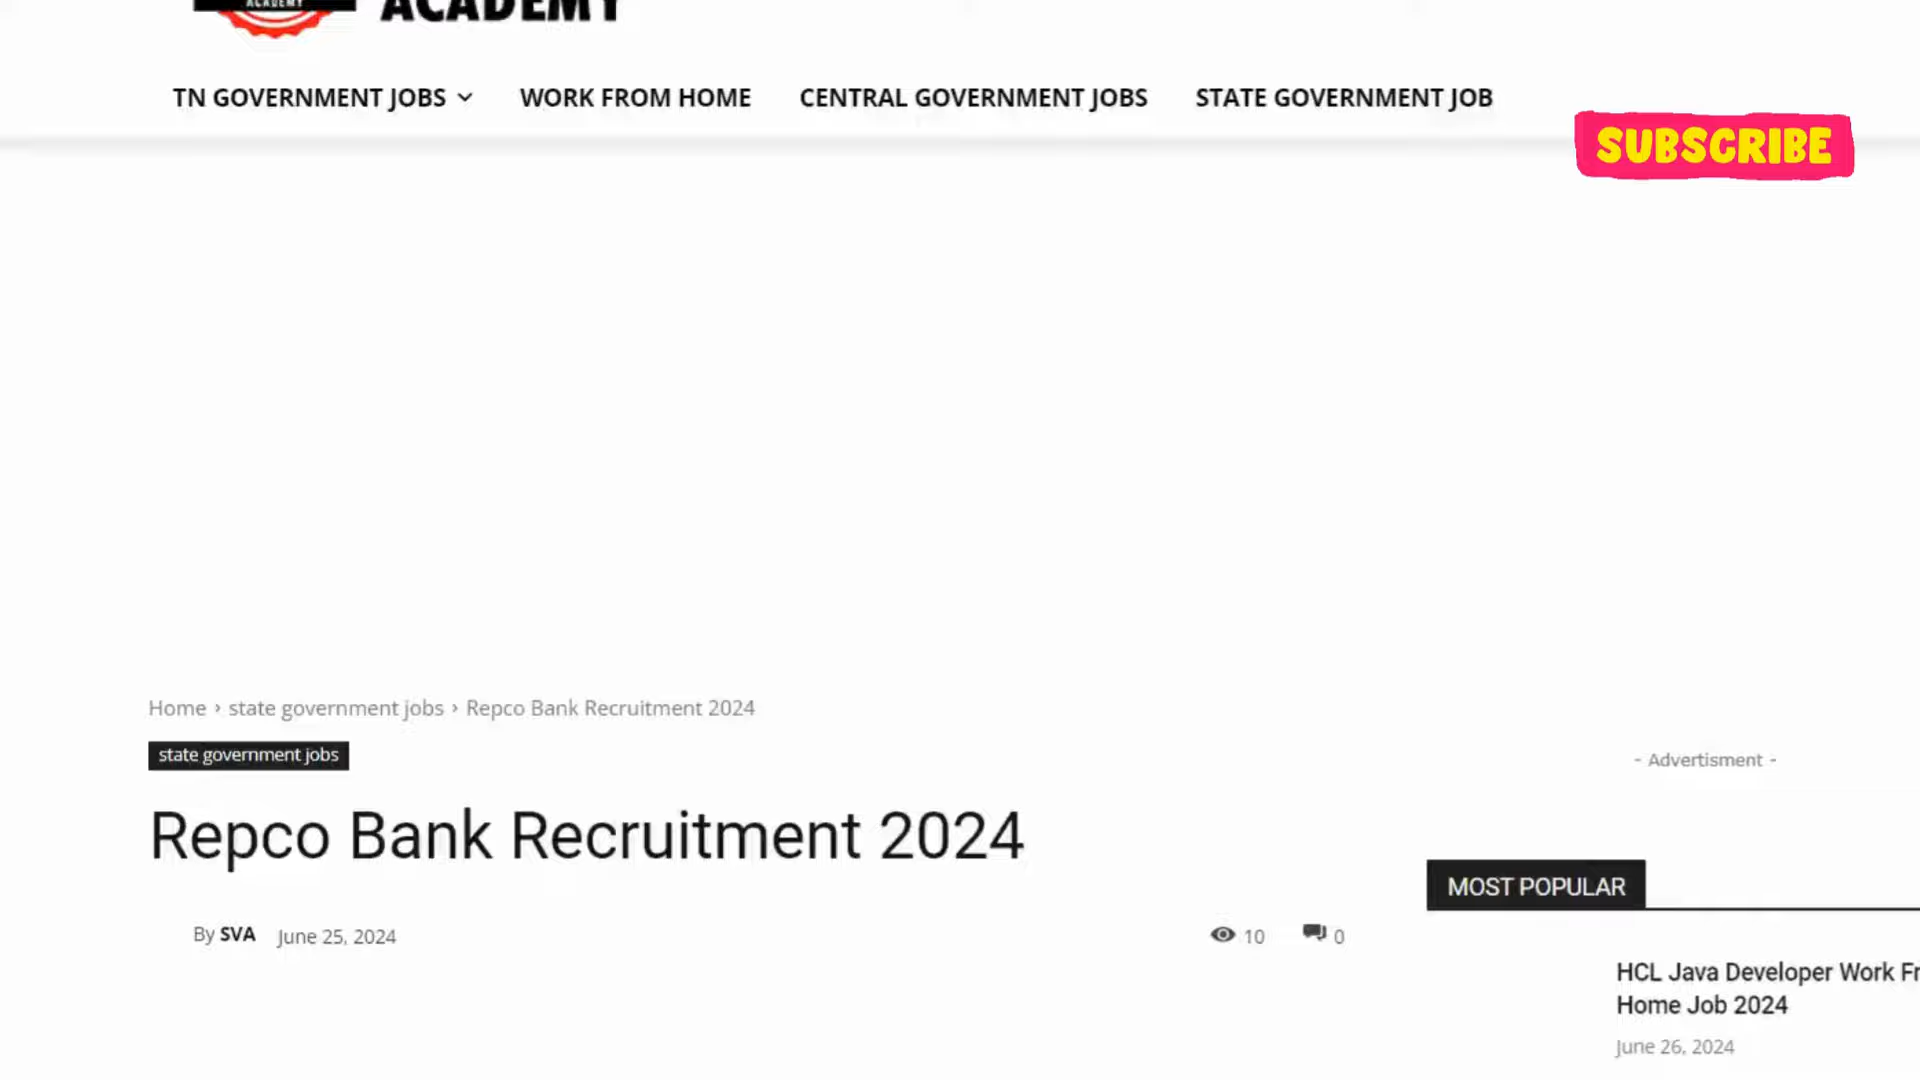 ACADEMY
ACADEMY
TN GOVERNMENT JOBS
WORK FROM HOME
CENTRAL GOVERNMENT JOBS
STATE GOVERNMENT JOB
SUBSCRIBE
Home › state government jobs › Repco Bank Recruitment 2024
state government jobs
- Advertisment -
Repco Bank Recruitment 2024
MOST POPULAR
By SVA June 25, 2024
10
0
HCL Java Developer Work Fr
Home Job 2024
June 26, 2024